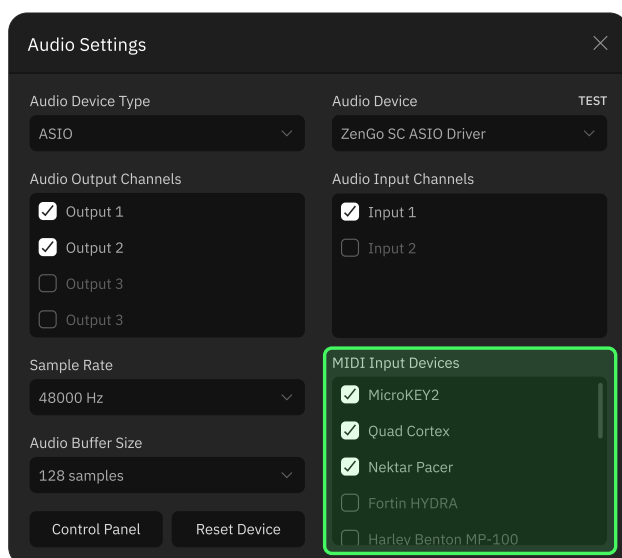 Audio Settings
Audio Device Type
Audio Device
TEST
ASIO
ZenGo SC ASIO Driver
Audio Output Channels
Audio Input Channels
Output 1
Input 1
Output 2
Input 2
Output 3
Output 3
Sample Rate
MIDI Input Devices
48000 Hz
MicroKEY2
Quad Cortex
Audio Buffer Size
Nektar Pacer
128 samples
Fortin HYDRA
Control Panel
Reset Device
Harley Benton MP-100